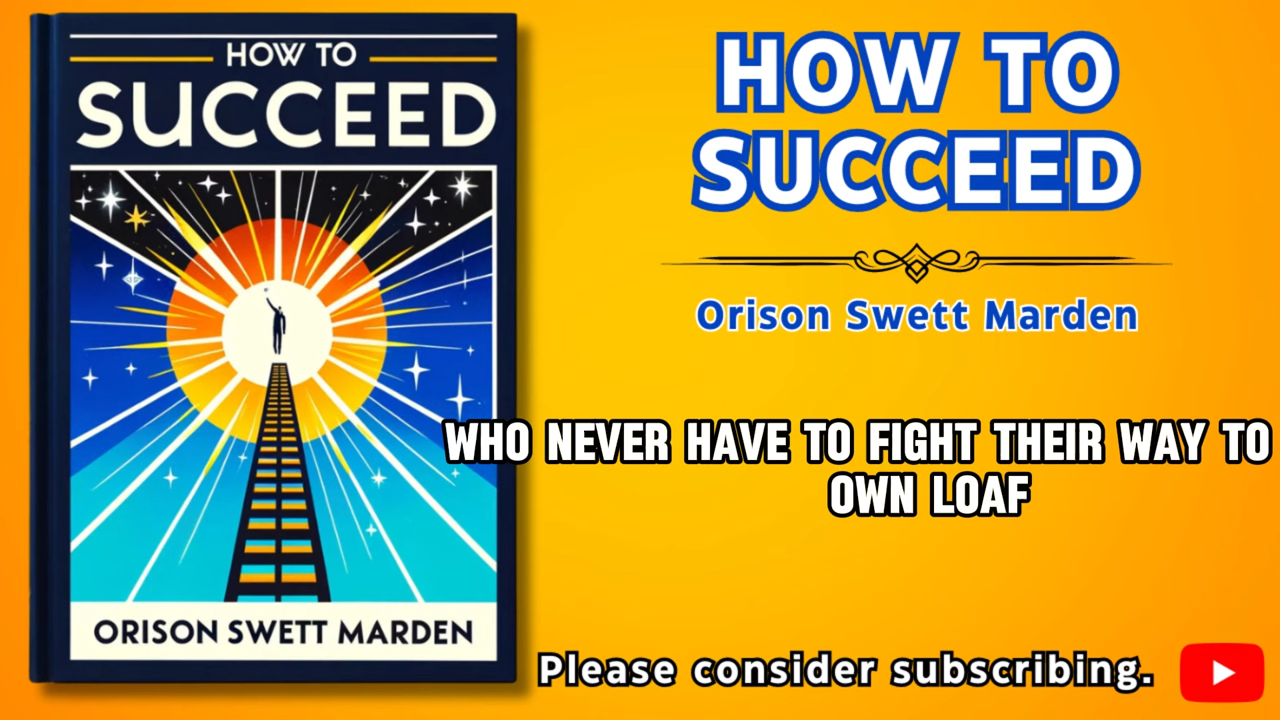 HOW TO
SUCCEED
ORISON SWETT MARDEN
HOW TO
SUCCEED
Orison Swett Marden
WHO NEVER HAVE TO FIGHT THEIR WAY TO
OWN LOAF
Please consider subscribing.